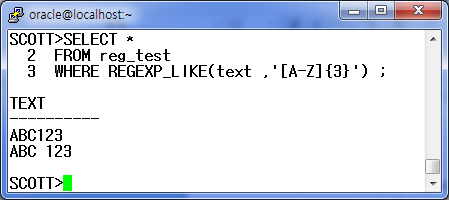 oracle@localhost:~
SCOTT>SELECT *
  2  FROM reg_test
  3  WHERE REGEXP_LIKE(text ,'[A-Z]{3}') ;

TEXT
----------
ABC123
ABC 123

SCOTT>